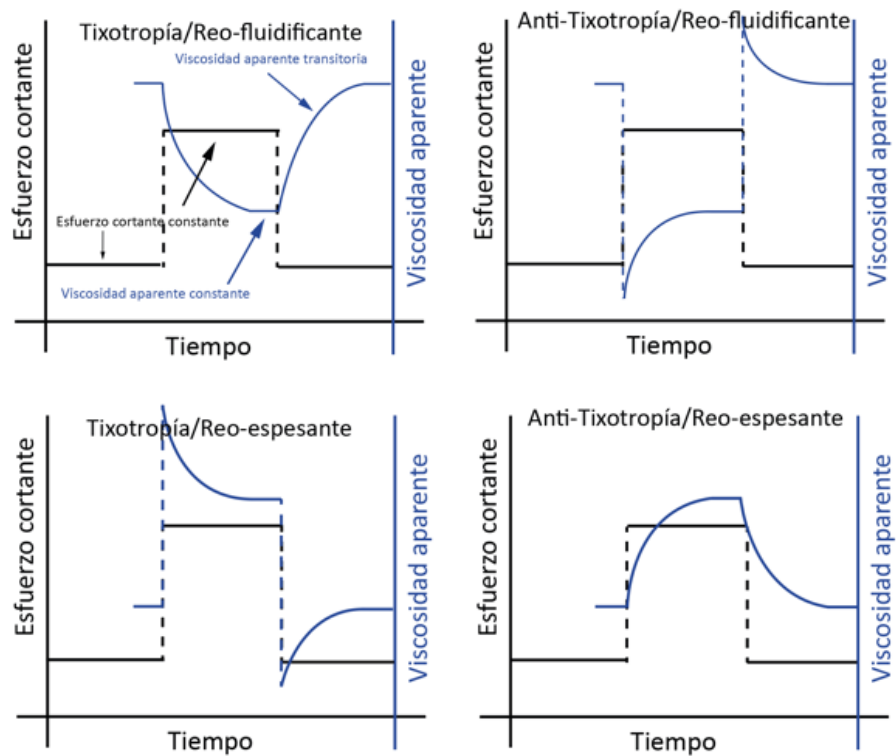 Tixotropía/Reo-fluidificante
Viscosidad aparente transitoria
Esfuerzo cortante
Esfuerzo cortante constante
Viscosidad aparente constante
Viscosidad aparente
Tiempo
Anti-Tixotropía/Reo-fluidificante
Esfuerzo cortante
Viscosidad aparente
Tiempo
Tixotropía/Reo-espesante
Esfuerzo cortante
Viscosidad aparente
Tiempo
Anti-Tixotropía/Reo-espesante
Esfuerzo cortante
Viscosidad aparente
Tiempo